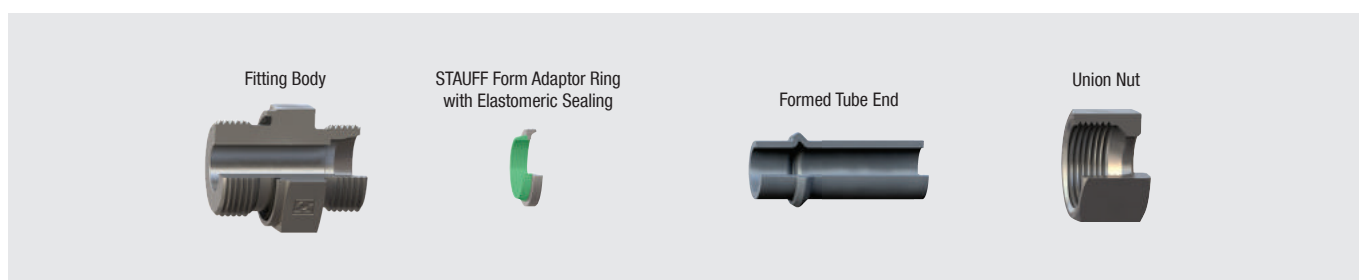 Fitting Body
STAUFF Form Adaptor Ring
with Elastomeric Sealing
Formed Tube End
Union Nut